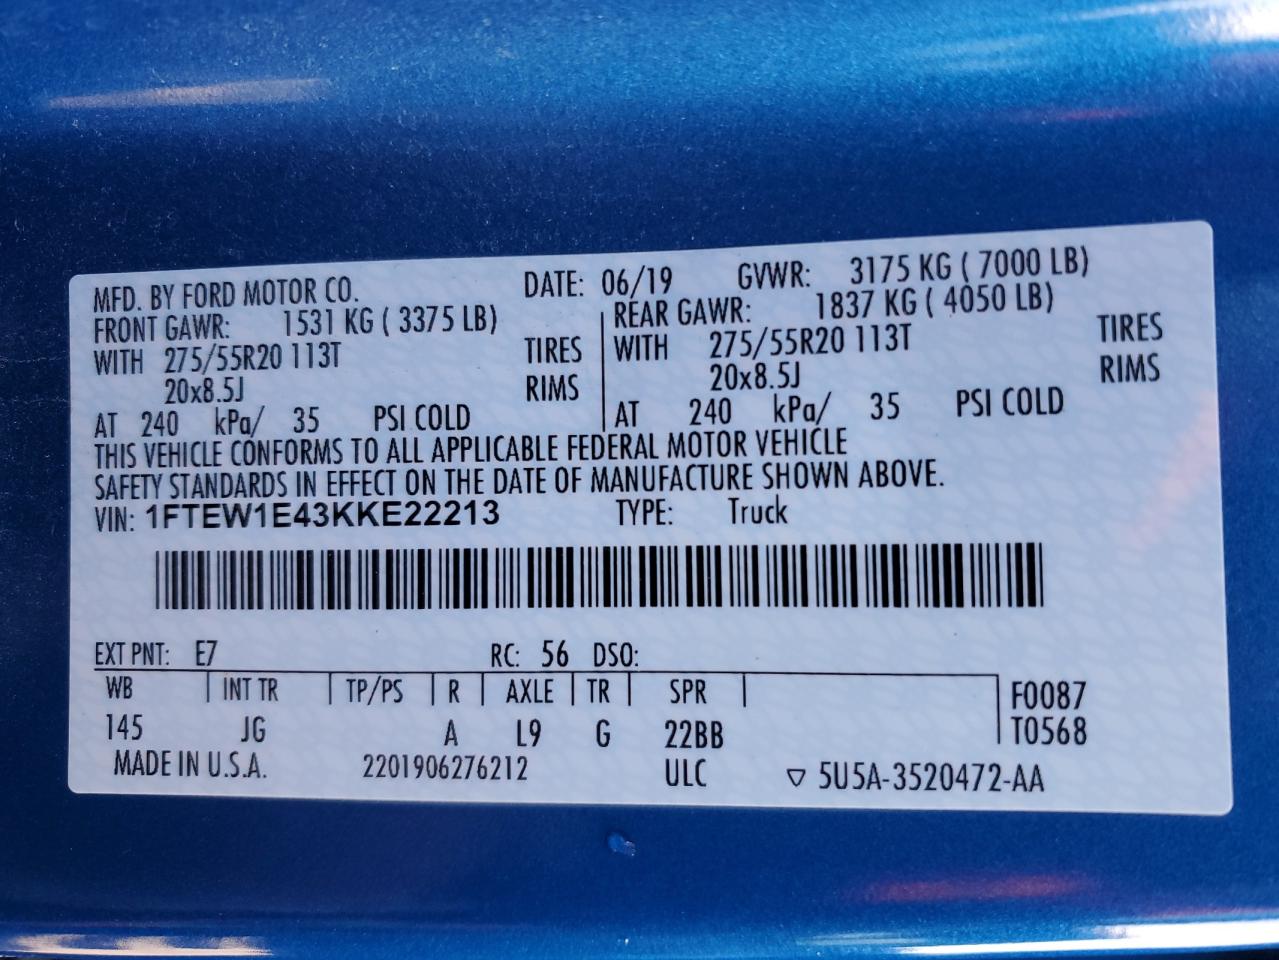 MFD. BY FORD MOTOR CO. DATE: 06/19 GVWR: 3175 KG ( 7000 LB)
FRONT GAWR: 1531 KG ( 3375 LB) REAR GAWR: 1837 KG ( 4050 LB)
WITH 275/55R20 113T TIRES WITH 275/55R20 113T TIRES
20x8.5J RIMS 20x8.5J RIMS
AT 240 kPa/ 35 PSI COLD AT 240 kPa/ 35 PSI COLD
THIS VEHICLE CONFORMS TO ALL APPLICABLE FEDERAL MOTOR VEHICLE
SAFETY STANDARDS IN EFFECT ON THE DATE OF MANUFACTURE SHOWN ABOVE.
VIN: 1FTEW1E43KKE22213 TYPE: Truck
EXT PNT: E7 RC: 56 DSO:
WB INT TR TP/PS R AXLE TR SPR F0087
145 JG A L9 G 22BB T0568
MADE IN U.S.A. 2201906276212 ULC ▽ 5U5A-3520472-AA